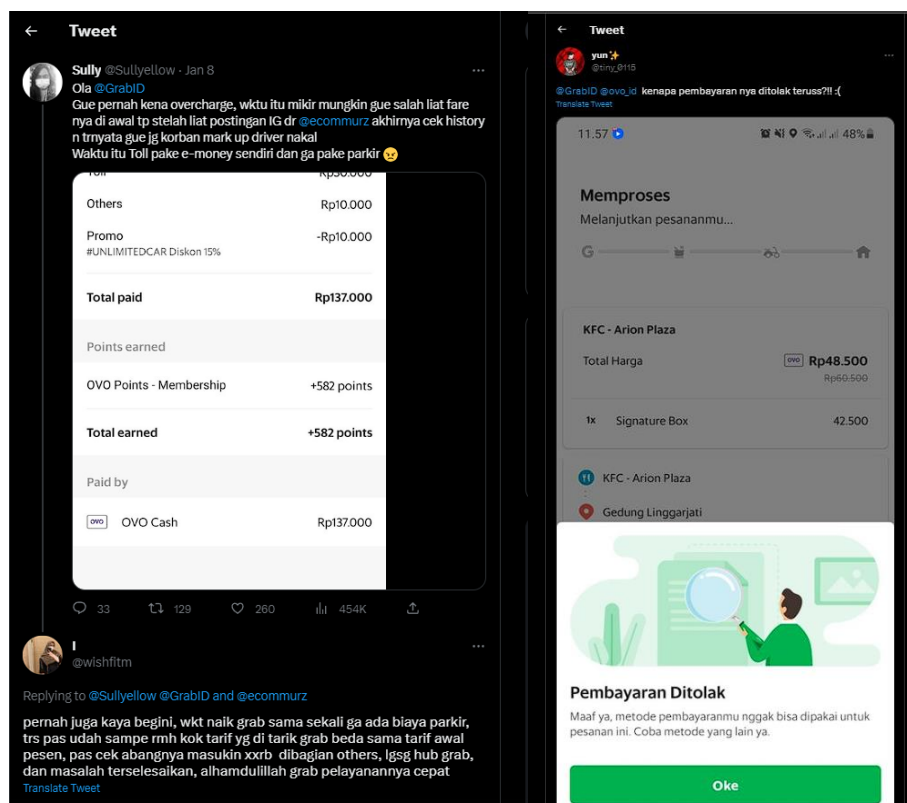 Tweet
Sully @Sullyellow · Jan 8
Ola @GrabID
Gue pernah kena overcharge, wktu itu mikir mungkin gue salah liat fare
nya di awal tp stelah liat postingan IG dr @ecommurz akhirnya cek history
n trnyata gue jg korban mark up driver nakal
Waktu itu Toll pake e-money sendiri dan ga pake parkir
Toll Rp30.000
Others Rp10.000
Promo -Rp10.000
#UNLIMITEDCAR Diskon 15%
Total paid Rp137.000
Points earned
OVO Points - Membership +582 points
Total earned +582 points
Paid by
OVO OVO Cash Rp137.000
33 129 260 454K
I
@wishfitm
Replying to @Sullyellow @GrabID and @ecommurz
pernah juga kaya begini, wkt naik grab sama sekali ga ada biaya parkir,
trs pas udah sampe rmh kok tarif yg di tarik grab beda sama tarif awal
pesen, pas cek abangnya masukin xxrb dibagian others, lgsg hub grab,
dan masalah terselesaikan, alhamdulillah grab pelayanannya cepat
Translate Tweet
Tweet
yun
@tiny_0115
@GrabID @ovo_id kenapa pembayaran nya ditolak teruss?!! :(
Translate Tweet
11.57 48%
Memproses
Melanjutkan pesananmu...
G
KFC - Arion Plaza
Total Harga OVO Rp48.500
Rp60.500
1x Signature Box 42.500
KFC - Arion Plaza
Gedung Linggarjati
Pembayaran Ditolak
Maaf ya, metode pembayaranmu nggak bisa dipakai untuk
pesanan ini. Coba metode yang lain ya.
Oke